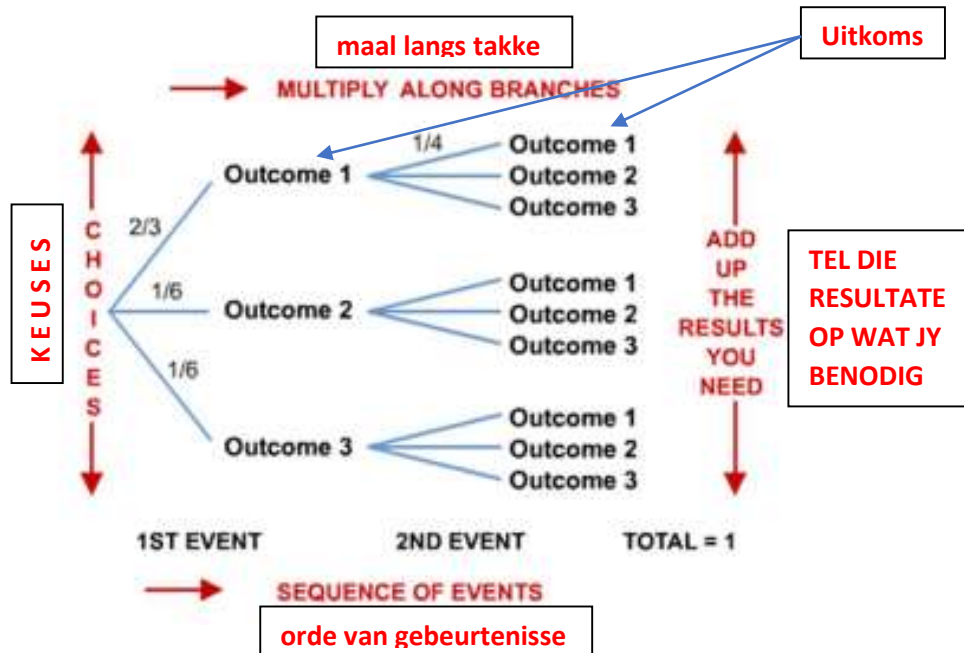 maal langs takke
Uitkoms
MULTIPLY ALONG BRANCHES
KEUSES
CHOICES
2/3
1/6
1/6
Outcome 1
1/4
Outcome 1
Outcome 2
Outcome 3
Outcome 2
Outcome 1
Outcome 2
Outcome 3
Outcome 3
Outcome 1
Outcome 2
Outcome 3
ADD
UP
THE
RESULTS
YOU
NEED
TEL DIE
RESULTATE
OP WAT JY
BENODIG
1ST EVENT 2ND EVENT TOTAL = 1
SEQUENCE OF EVENTS
orde van gebeurtenisse